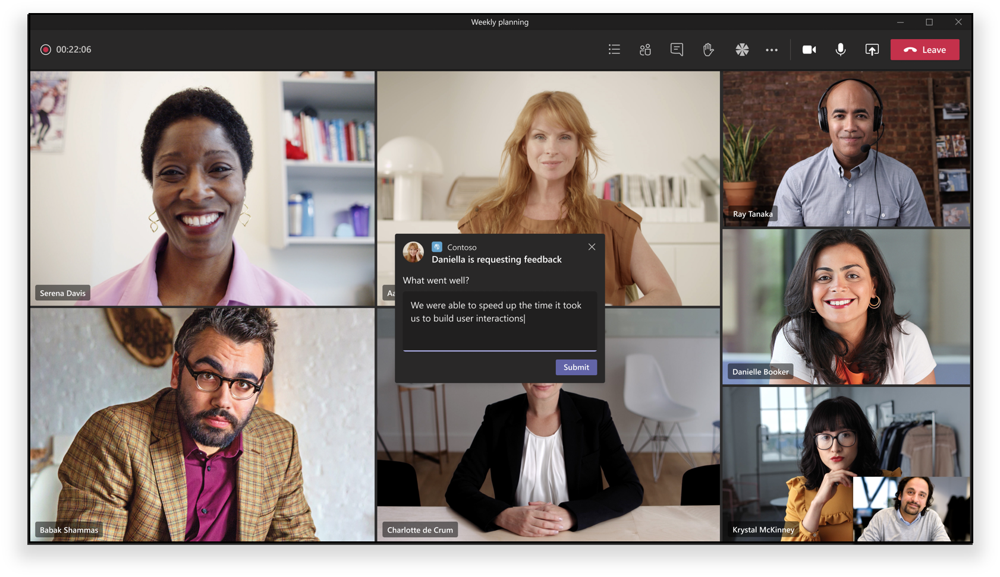 Weekly planning
00:22:06
Leave
Serena Davis
Aa
Ray Tanaka
Contoso
Daniella is requesting feedback
What went well?
We were able to speed up the time it took
us to build user interactions
Submit
Danielle Booker
Babak Shammas
Charlotte de Crum
Krystal McKinney